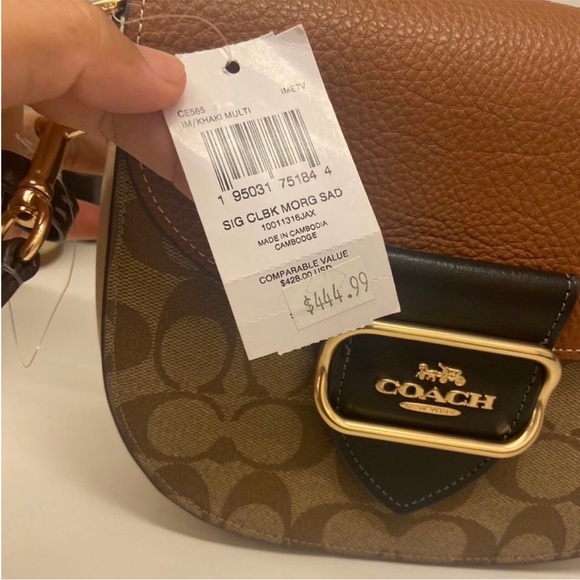 CE565 IME7V
IM/KHAKI MULTI
1 95031 75184 4
SIG CLBK MORG SAD
10011316JAX
MADE IN CAMBODIA
CAMBODGE
COMPARABLE VALUE
$428.00 USD
$444.99
COACH
NEW YORK